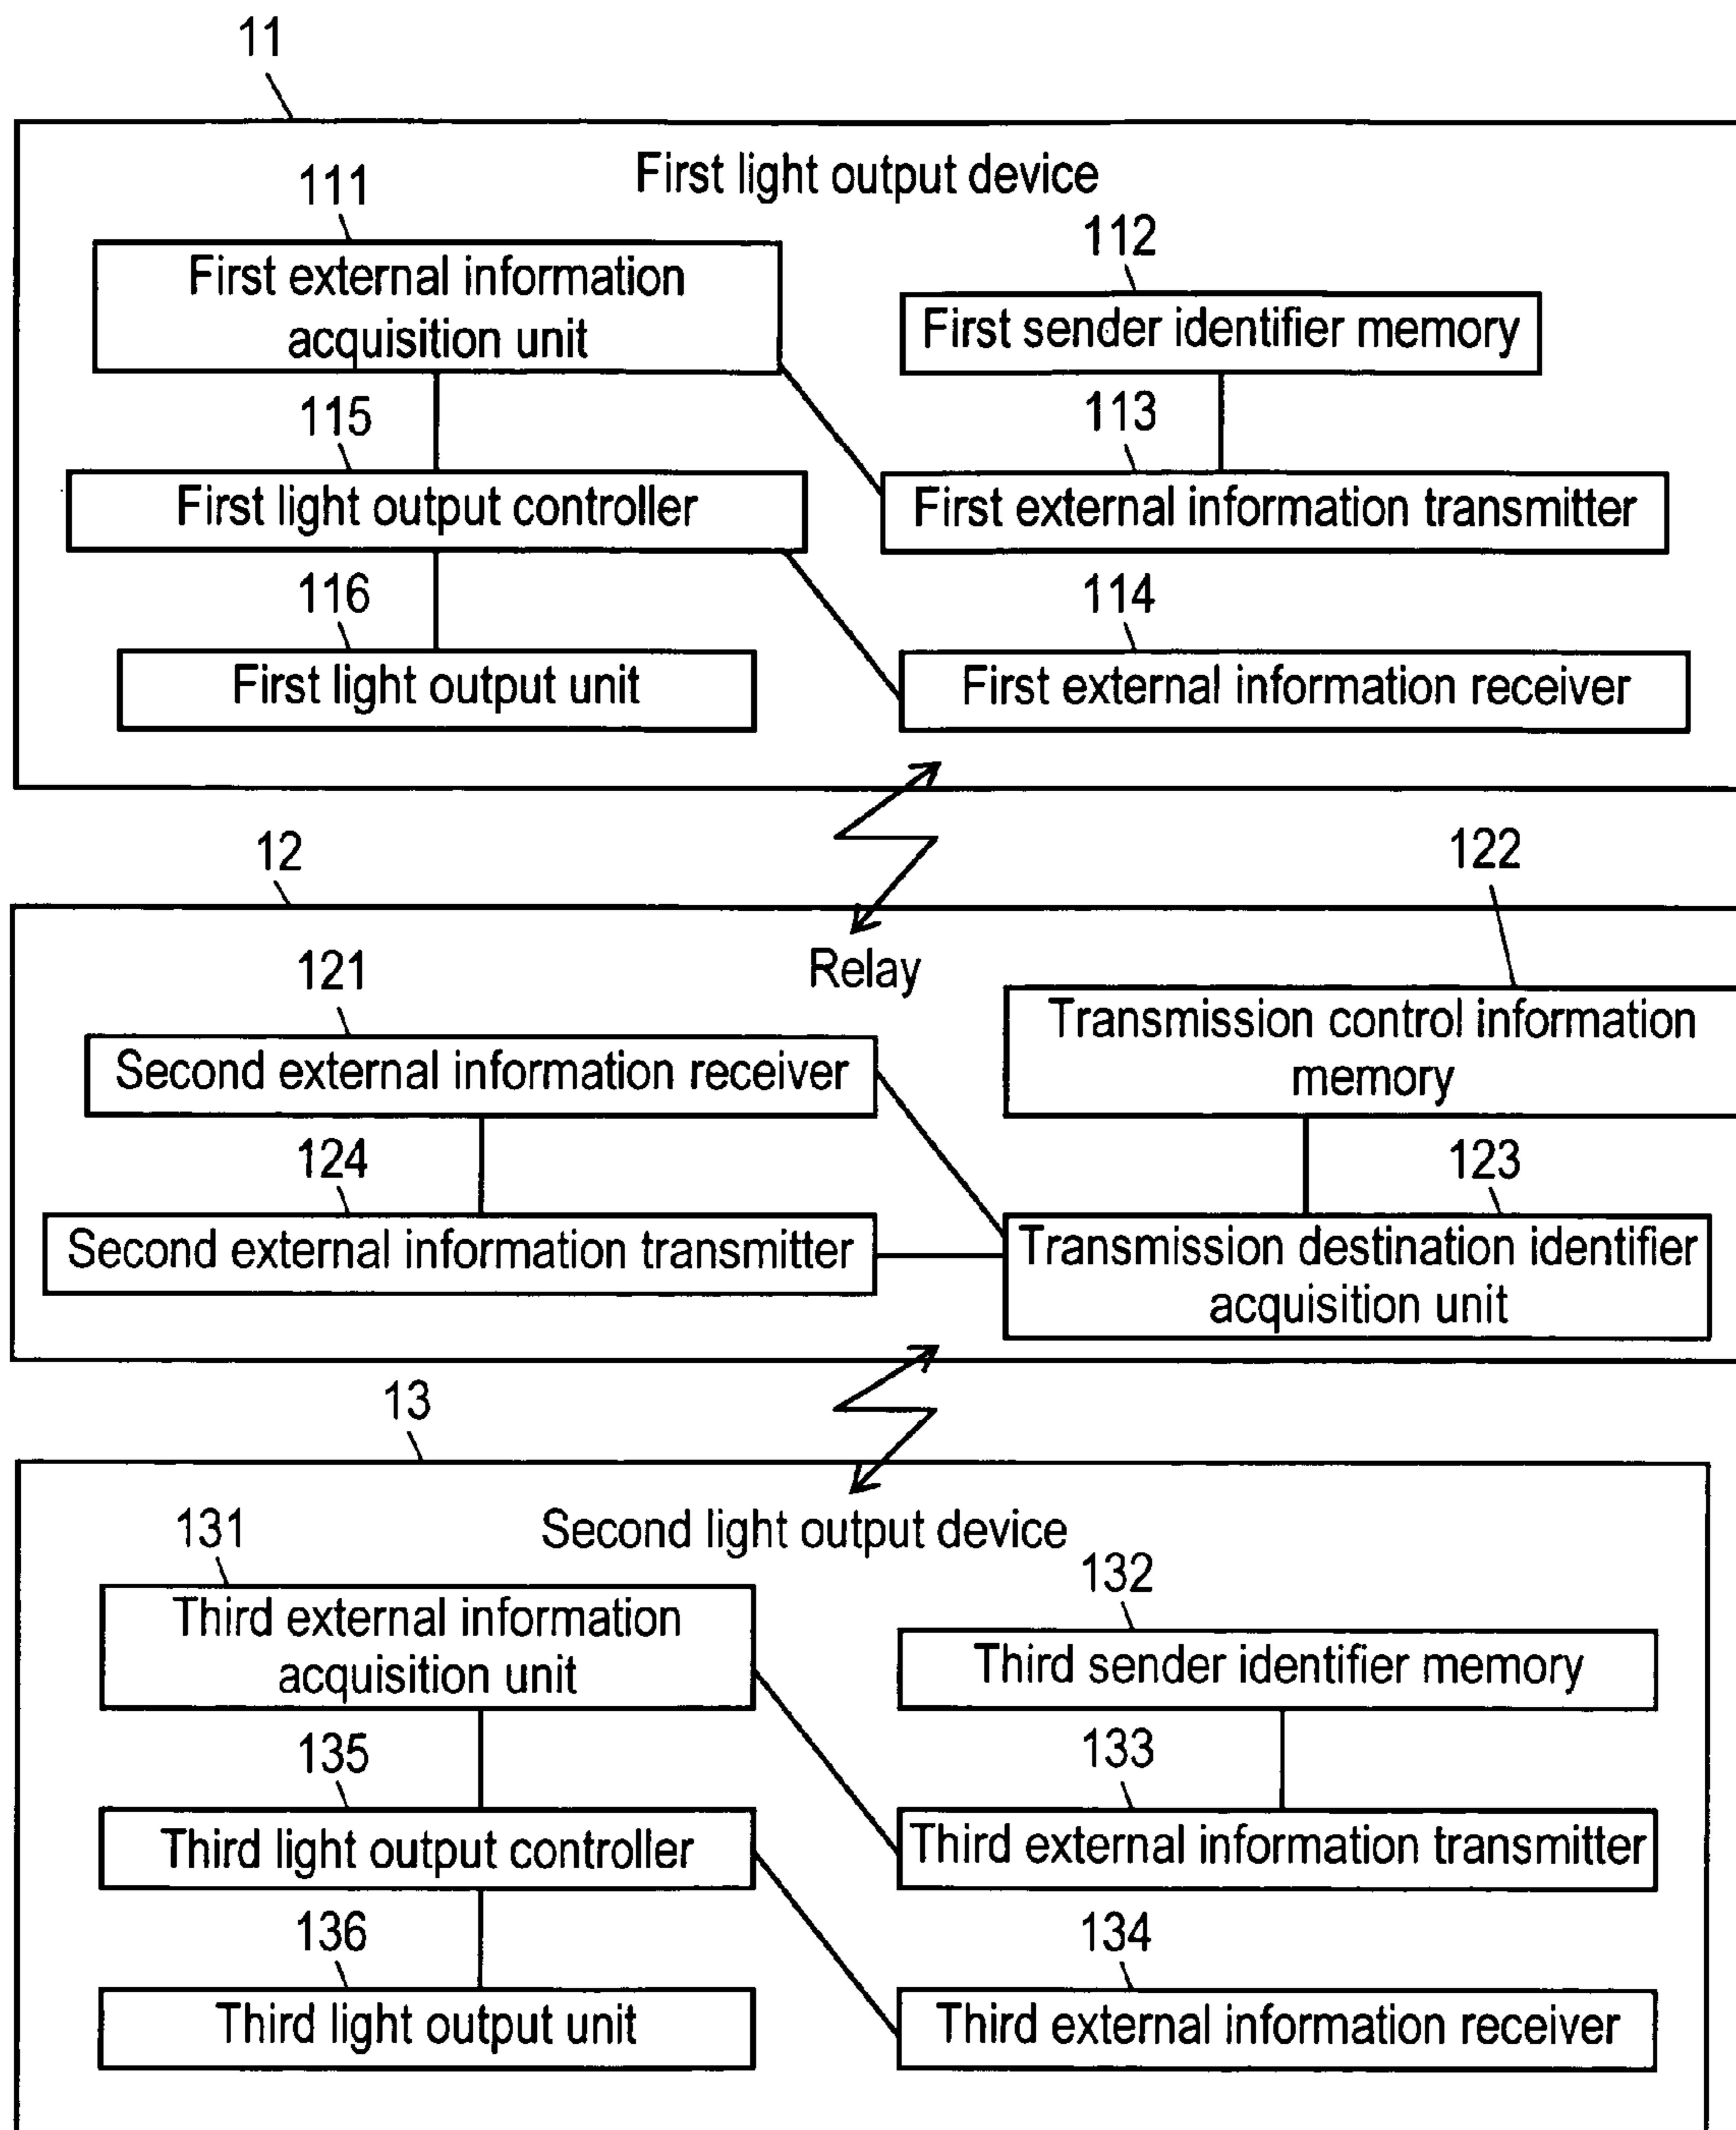 11
First light output device
111
First external information
acquisition unit
112
First sender identifier memory
115
First light output controller
113
First external information transmitter
116
First light output unit
114
First external information receiver
12
Relay
122
Transmission control information
memory
121
Second external information receiver
124
Second external information transmitter
123
Transmission destination identifier
acquisition unit
13
Second light output device
131
Third external information
acquisition unit
132
Third sender identifier memory
135
Third light output controller
133
Third external information transmitter
136
Third light output unit
134
Third external information receiver